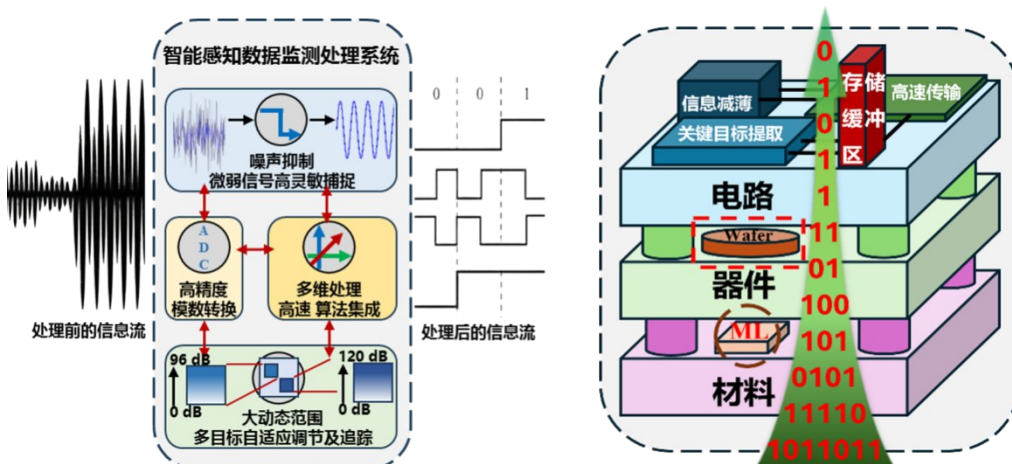 智能感知数据监测处理系统
噪声抑制
微弱信号高灵敏捕捉
A
D
C
高精度
模数转换
多维处理
高速 算法集成
96 dB
0 dB
120 dB
0 dB
大动态范围
多目标自适应调节及追踪
处理前的信息流
0 0 1
处理后的信息流
信息减薄
关键目标提取
存储
缓冲
区
高速传输
电路
Wafer
器件
ML
材料
0
1
0
1
1
11
01
100
101
0101
11110
1011011